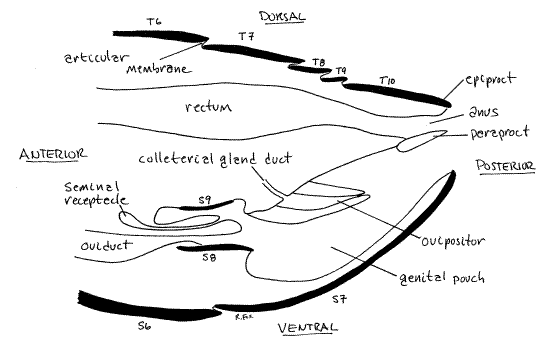 DORSAL
T6
T7
articular
membrane
T8
T9
T10
epiproct
rectum
anus
paraproct
ANTERIOR
colleterial gland duct
POSTERIOR
Seminal
receptacle
S9
oviduct
S8
ovipositor
genital pouch
S7
S6
R.Fox
VENTRAL